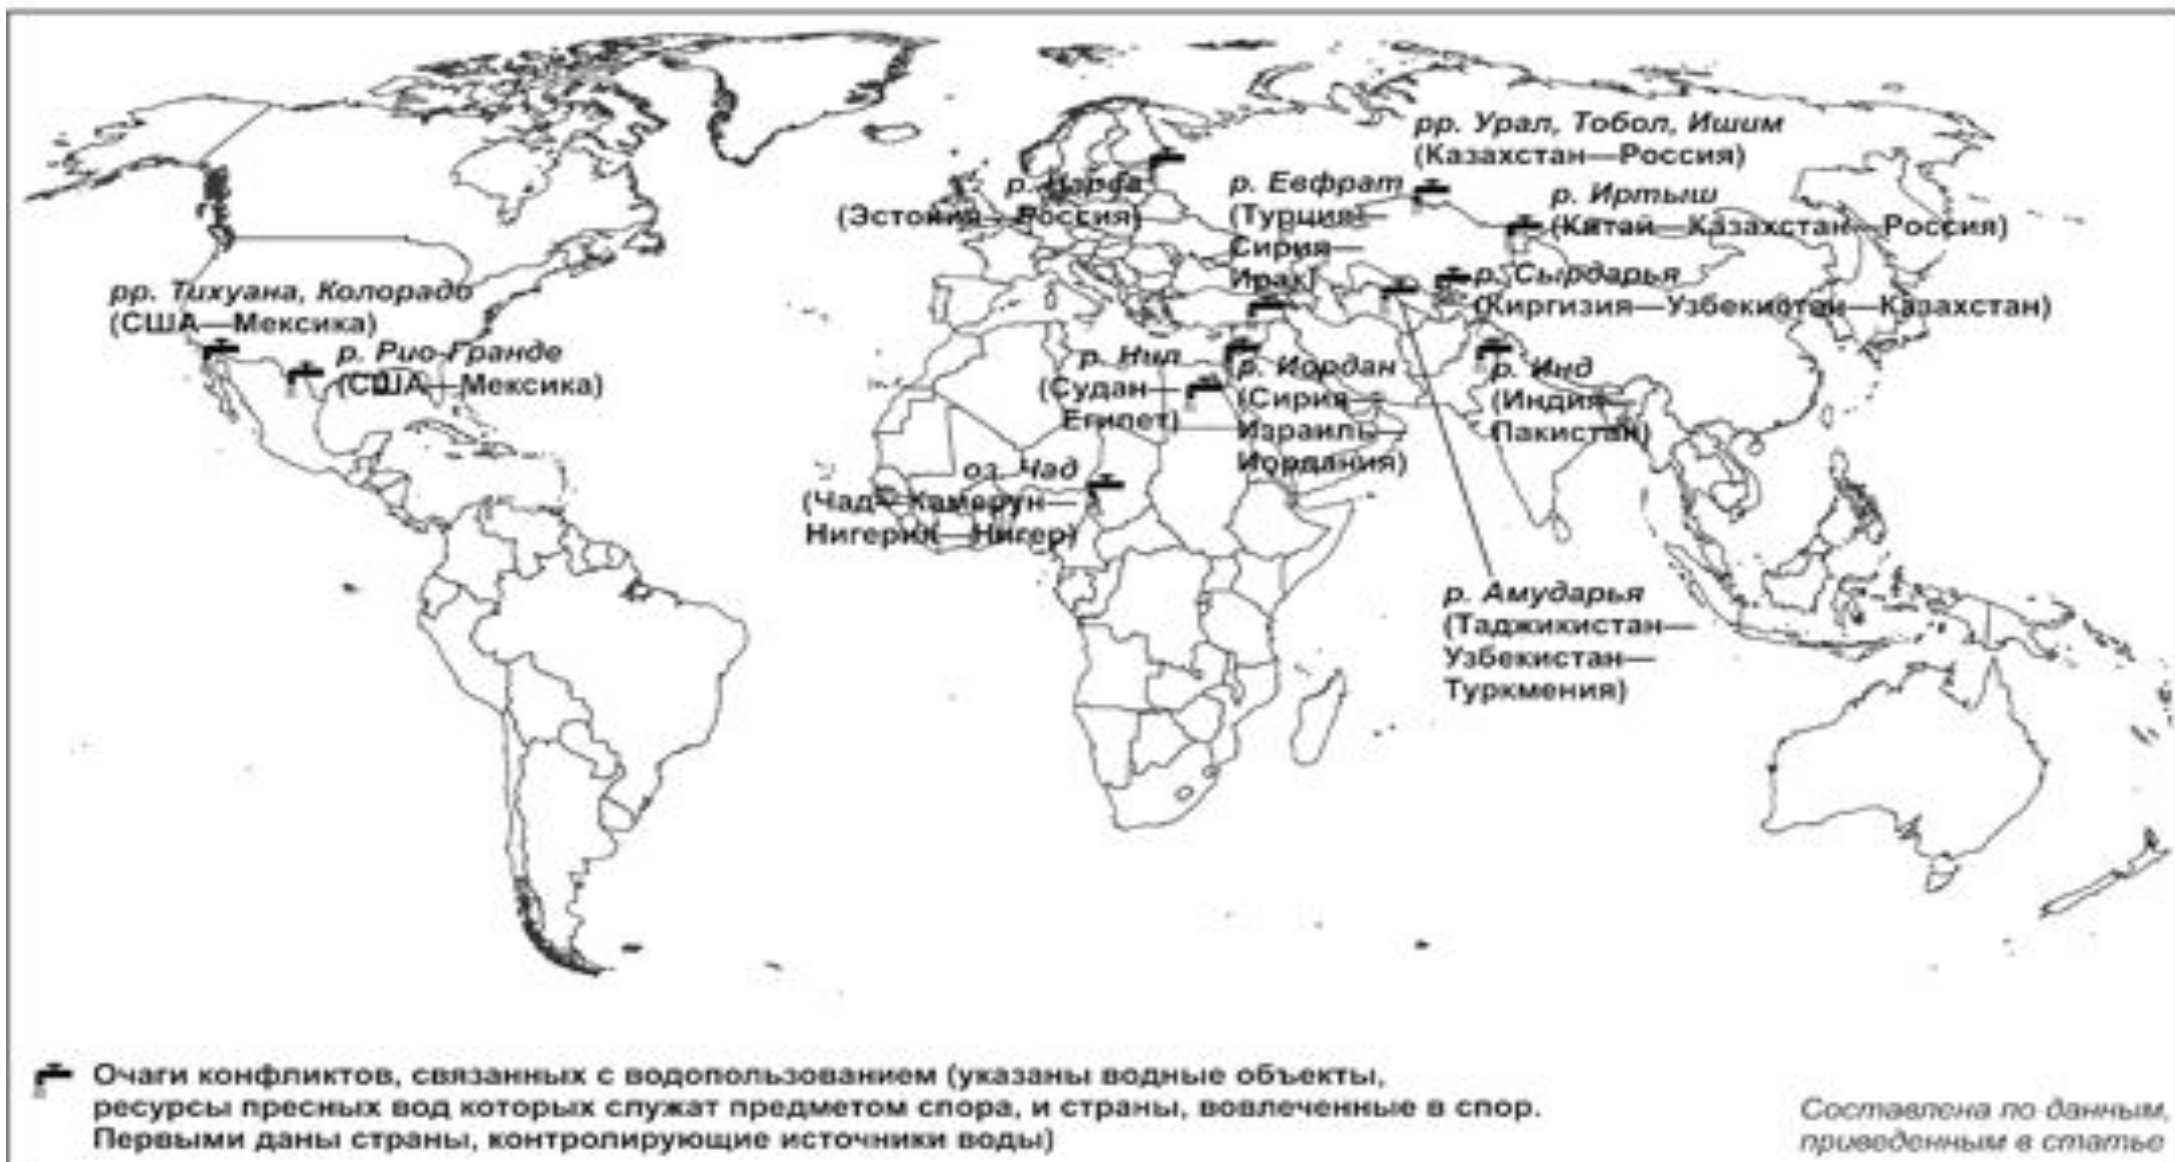 рр. Урал, Тобол, Ишим
(Казахстан—Россия)
р. Нарва
(Эстония—Россия)
р. Евфрат
(Турция—
Сирия—
Ирак)
р. Иртыш
(Китай—Казахстан—Россия)
р. Сырдарья
(Киргизия—Узбекистан—Казахстан)
рр. Тихуана, Колорадо
(США—Мексика)
р. Рио-Гранде
(США—Мексика)
р. Нил
(Судан—
Египет)
р. Иордан
(Сирия—
Израиль—
Иордания)
р. Инд
(Индия—
Пакистан)
оз. Чад
(Чад—Камерун—
Нигерия—Нигер)
р. Амударья
(Таджикистан—
Узбекистан—
Туркмения)
Очаги конфликтов, связанных с водопользованием (указаны водные объекты,
ресурсы пресных вод которых служат предметом спора, и страны, вовлеченные в спор.
Первыми даны страны, контролирующие источники воды)
Составлена по данным,
приведенным в статье